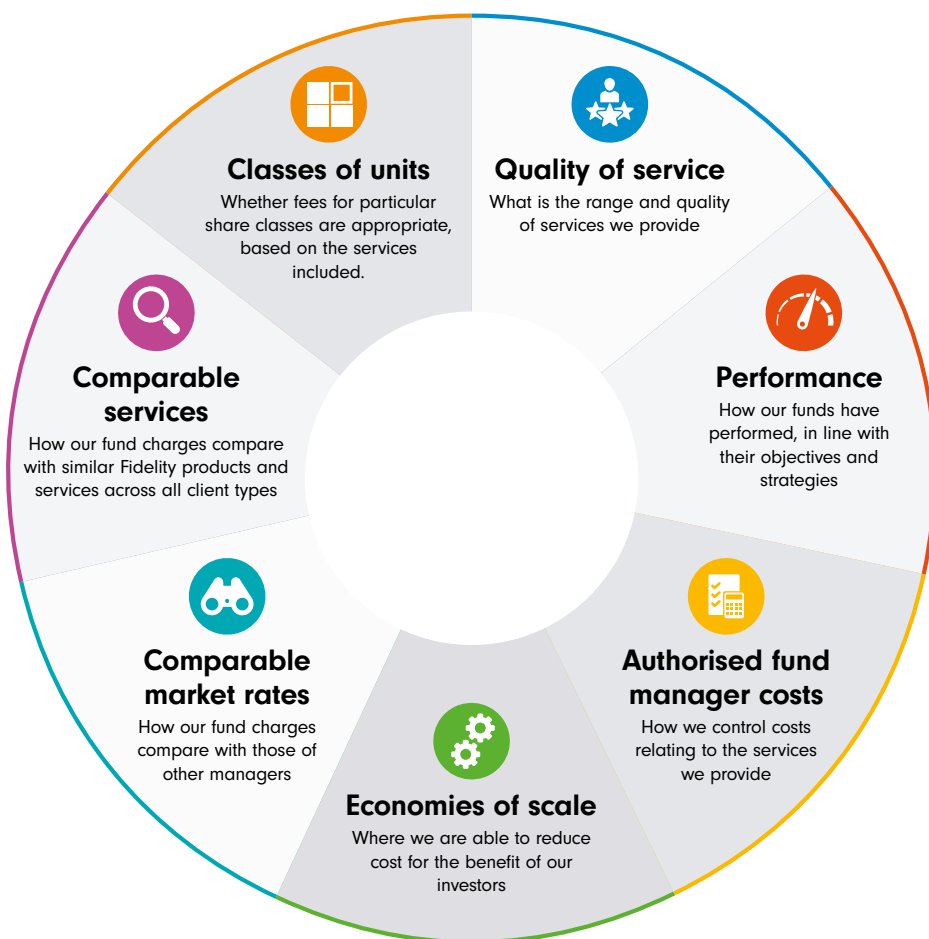 Classes of units
Whether fees for particular
share classes are appropriate,
based on the services
included.
Quality of service
What is the range and quality
of services we provide
Performance
How our funds have
performed, in line with
their objectives and
strategies
Authorised fund
manager costs
How we control costs
relating to the services
we provide
Economies of scale
Where we are able to reduce
cost for the benefit of our
investors
Comparable
market rates
How our fund charges
compare with those of
other managers
Comparable
services
How our fund charges compare
with similar Fidelity products and
services across all client types